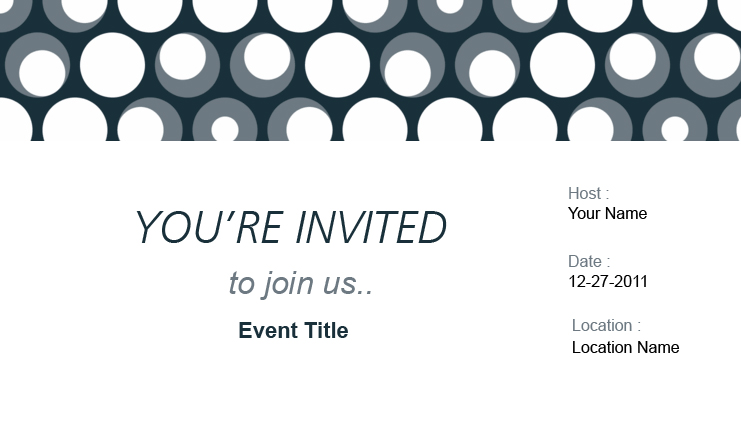 YOU'RE INVITED
to join us..
Event Title
Host :
Your Name
Date :
12-27-2011
Location :
Location Name